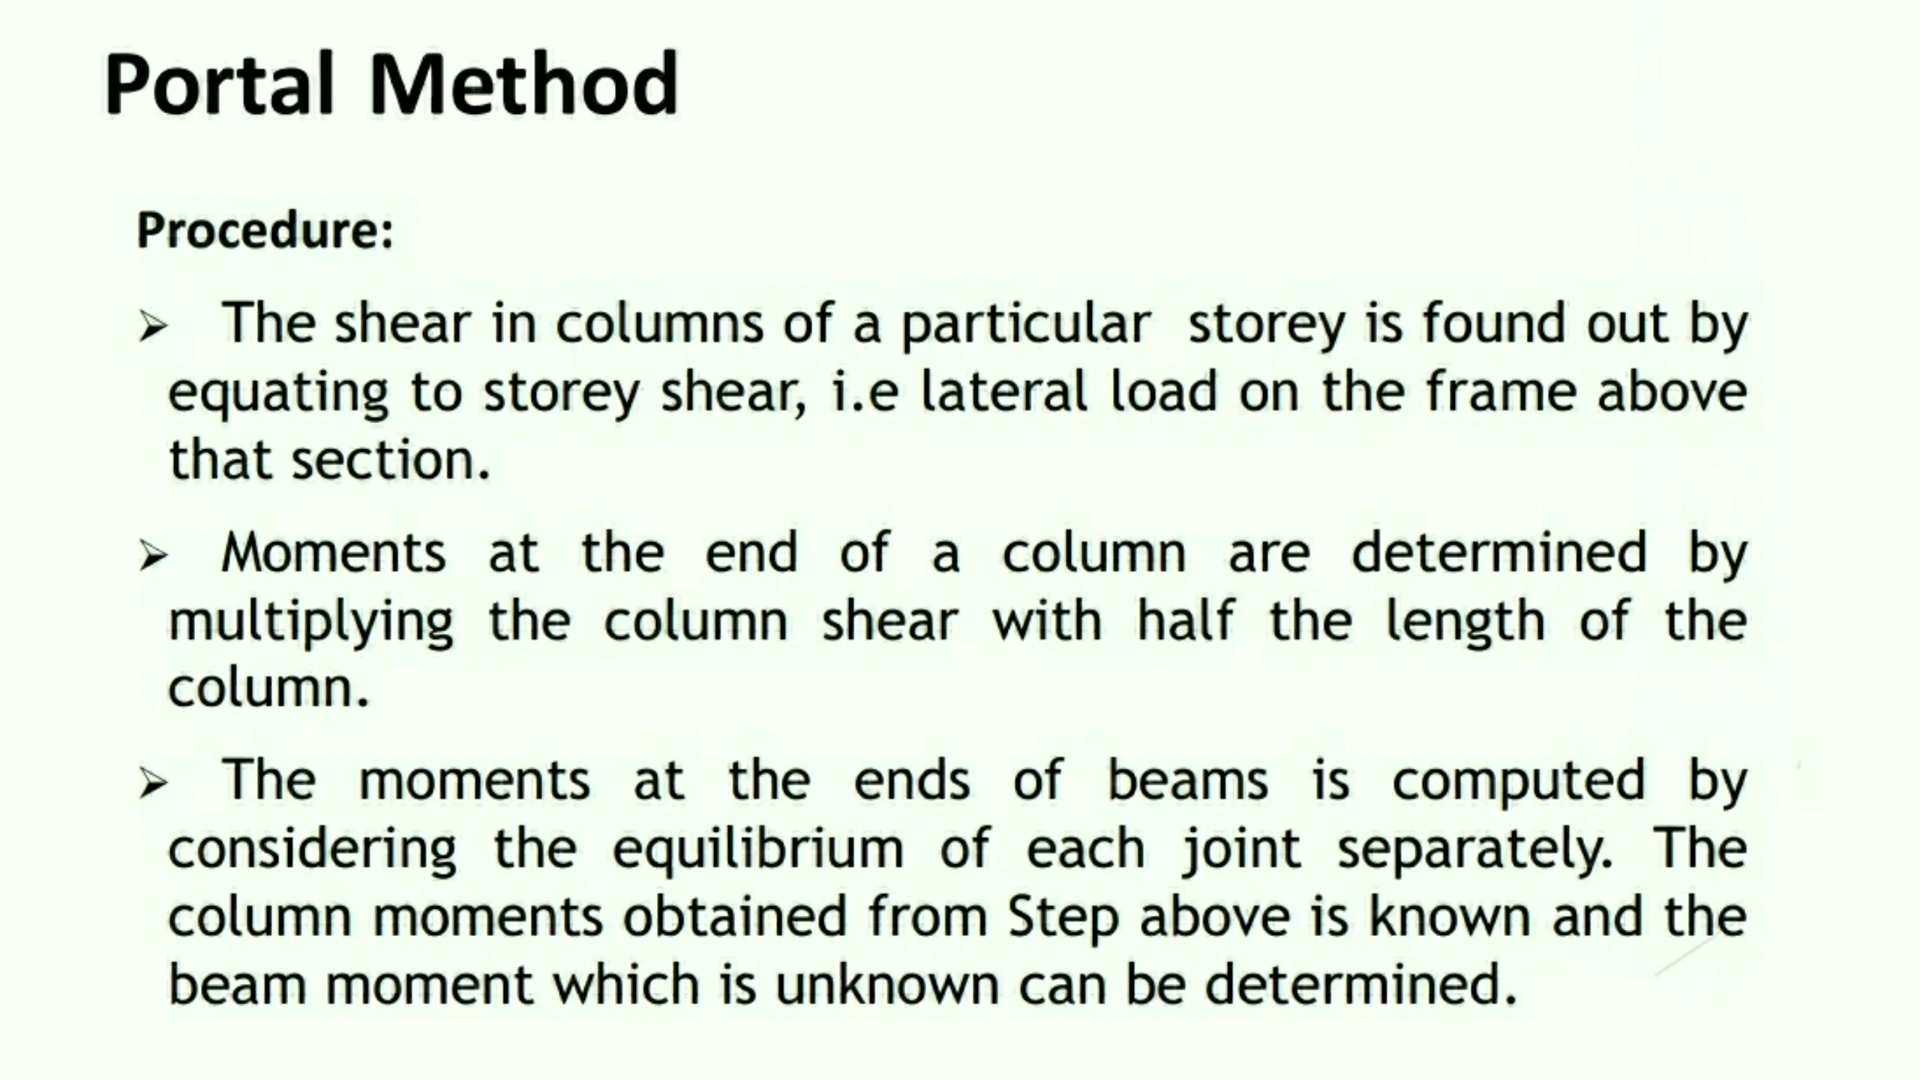 Portal Method
Procedure:
➢ The shear in columns of a particular storey is found out by
equating to storey shear, i.e lateral load on the frame above
that section.
➢ Moments at the end of a column are determined by
multiplying the column shear with half the length of the
column.
➢ The moments at the ends of beams is computed by
considering the equilibrium of each joint separately. The
column moments obtained from Step above is known and the
beam moment which is unknown can be determined.